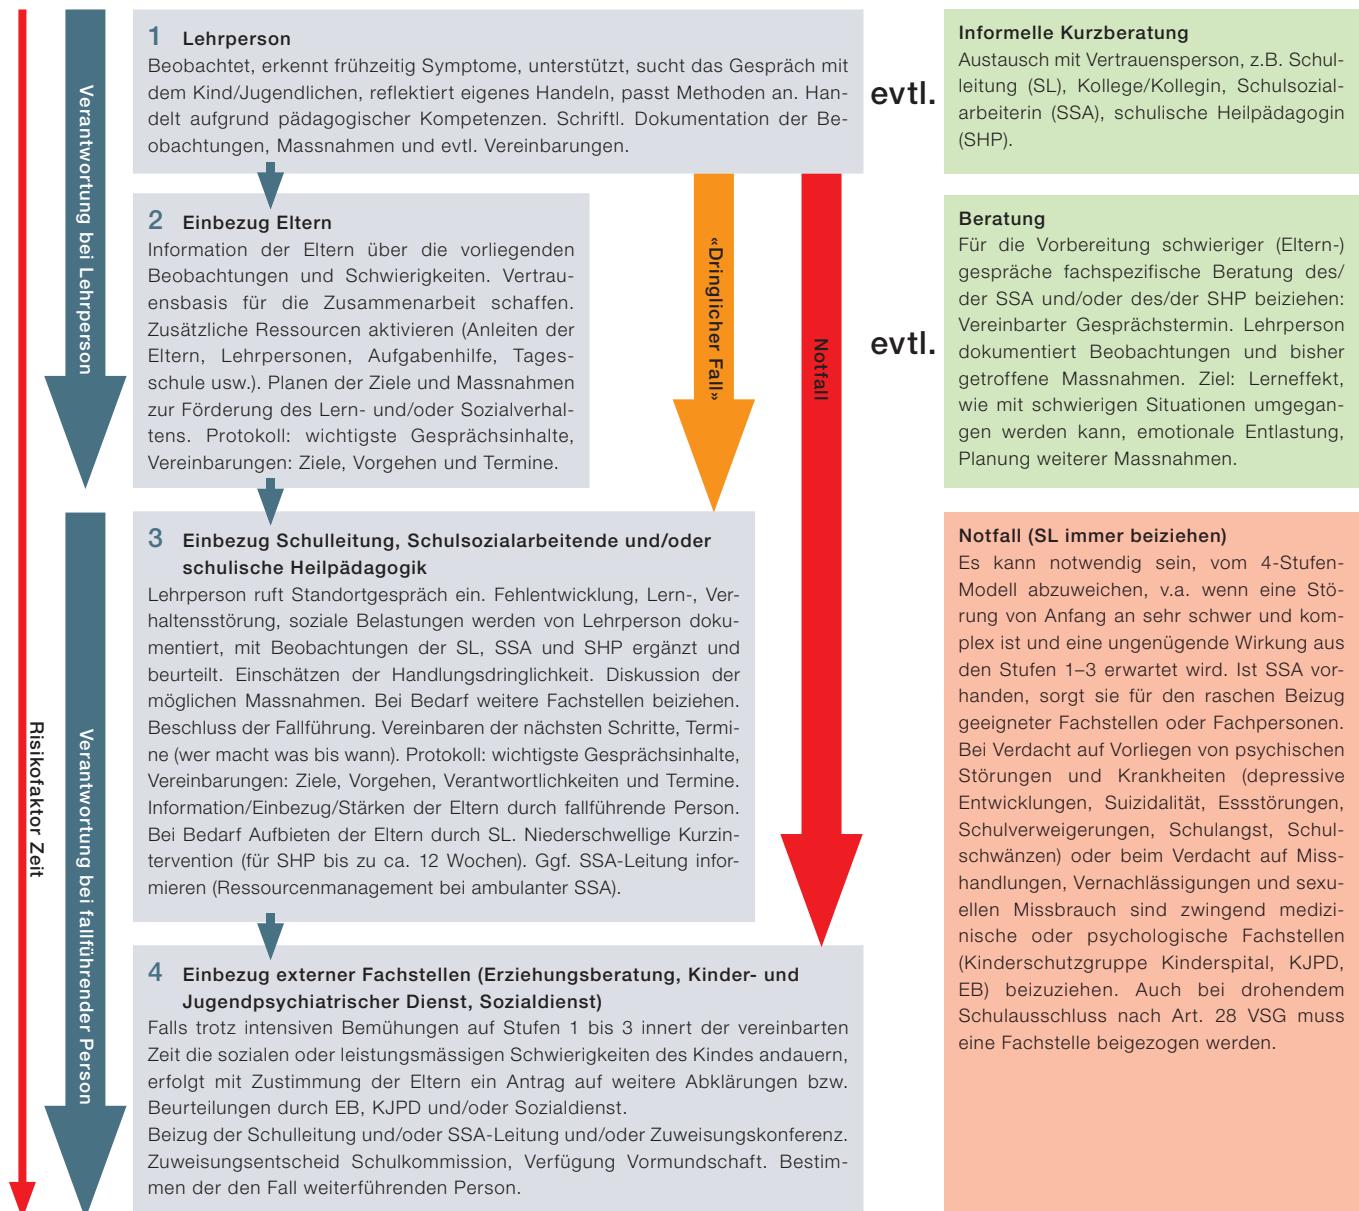 Risikofaktor Zeit
Verantwortung bei Lehrperson
1 Lehrperson
Beobachtet, erkennt frühzeitig Symptome, unterstützt, sucht das Gespräch mit
dem Kind/Jugendlichen, reflektiert eigenes Handeln, passt Methoden an. Han-
delt aufgrund pädagogischer Kompetenzen. Schriftl. Dokumentation der Be-
obachtungen, Massnahmen und evtl. Vereinbarungen.
evtl.
Informelle Kurzberatung
Austausch mit Vertrauensperson, z.B. Schul-
leitung (SL), Kollege/Kollegin, Schulsozial-
arbeiterin (SSA), schulische Heilpädagogin
(SHP).
2 Einbezug Eltern
Information der Eltern über die vorliegenden
Beobachtungen und Schwierigkeiten. Vertrau-
ensbasis für die Zusammenarbeit schaffen.
Zusätzliche Ressourcen aktivieren (Anleiten der
Eltern, Lehrpersonen, Aufgabenhilfe, Tages-
schule usw.). Planen der Ziele und Massnahmen
zur Förderung des Lern- und/oder Sozialverhal-
tens. Protokoll: wichtigste Gesprächsinhalte,
Vereinbarungen: Ziele, Vorgehen und Termine.
«Dringlicher Fall»
Notfall
evtl.
Beratung
Für die Vorbereitung schwieriger (Eltern-)
gespräche fachspezifische Beratung des/
der SSA und/oder des/der SHP beiziehen:
Vereinbarter Gesprächstermin. Lehrperson
dokumentiert Beobachtungen und bisher
getroffene Massnahmen. Ziel: Lerneffekt,
wie mit schwierigen Situationen umgegan-
gen werden kann, emotionale Entlastung,
Planung weiterer Massnahmen.
Verantwortung bei fallführender Person
3 Einbezug Schulleitung, Schulsozialarbeitende und/oder
schulische Heilpädagogik
Lehrperson ruft Standortgespräch ein. Fehlentwicklung, Lern-, Ver-
haltensstörung, soziale Belastungen werden von Lehrperson doku-
mentiert, mit Beobachtungen der SL, SSA und SHP ergänzt und
beurteilt. Einschätzen der Handlungsdringlichkeit. Diskussion der
möglichen Massnahmen. Bei Bedarf weitere Fachstellen beiziehen.
Beschluss der Fallführung. Vereinbaren der nächsten Schritte, Termi-
ne (wer macht was bis wann). Protokoll: wichtigste Gesprächsinhalte,
Vereinbarungen: Ziele, Vorgehen, Verantwortlichkeiten und Termine.
Information/Einbezug/Stärken der Eltern durch fallführende Person.
Bei Bedarf Aufbieten der Eltern durch SL. Niederschwellige Kurzin-
tervention (für SHP bis zu ca. 12 Wochen). Ggf. SSA-Leitung infor-
mieren (Ressourcenmanagement bei ambulanter SSA).
4 Einbezug externer Fachstellen (Erziehungsberatung, Kinder- und
Jugendpsychiatrischer Dienst, Sozialdienst)
Falls trotz intensiven Bemühungen auf Stufen 1 bis 3 innert der vereinbarten
Zeit die sozialen oder leistungsmässigen Schwierigkeiten des Kindes andauern,
erfolgt mit Zustimmung der Eltern ein Antrag auf weitere Abklärungen bzw.
Beurteilungen durch EB, KJPD und/oder Sozialdienst.
Beizug der Schulleitung und/oder SSA-Leitung und/oder Zuweisungskonferenz.
Zuweisungsentscheid Schulkommission, Verfügung Vormundschaft. Bestim-
men der den Fall weiterführenden Person.
Notfall (SL immer beiziehen)
Es kann notwendig sein, vom 4-Stufen-
Modell abzuweichen, v.a. wenn eine Stö-
rung von Anfang an sehr schwer und kom-
plex ist und eine ungenügende Wirkung aus
den Stufen 1–3 erwartet wird. Ist SSA vor-
handen, sorgt sie für den raschen Beizug
geeigneter Fachstellen oder Fachpersonen.
Bei Verdacht auf Vorliegen von psychischen
Störungen und Krankheiten (depressive
Entwicklungen, Suizidalität, Essstörungen,
Schulverweigerungen, Schulangst, Schul-
schwänzen) oder beim Verdacht auf Miss-
handlungen, Vernachlässigungen und sexu-
ellen Missbrauch sind zwingend medizi-
nische oder psychologische Fachstellen
(Kinderschutzgruppe Kinderspital, KJPD,
EB) beizuziehen. Auch bei drohendem
Schulausschluss nach Art. 28 VSG muss
eine Fachstelle beigezogen werden.